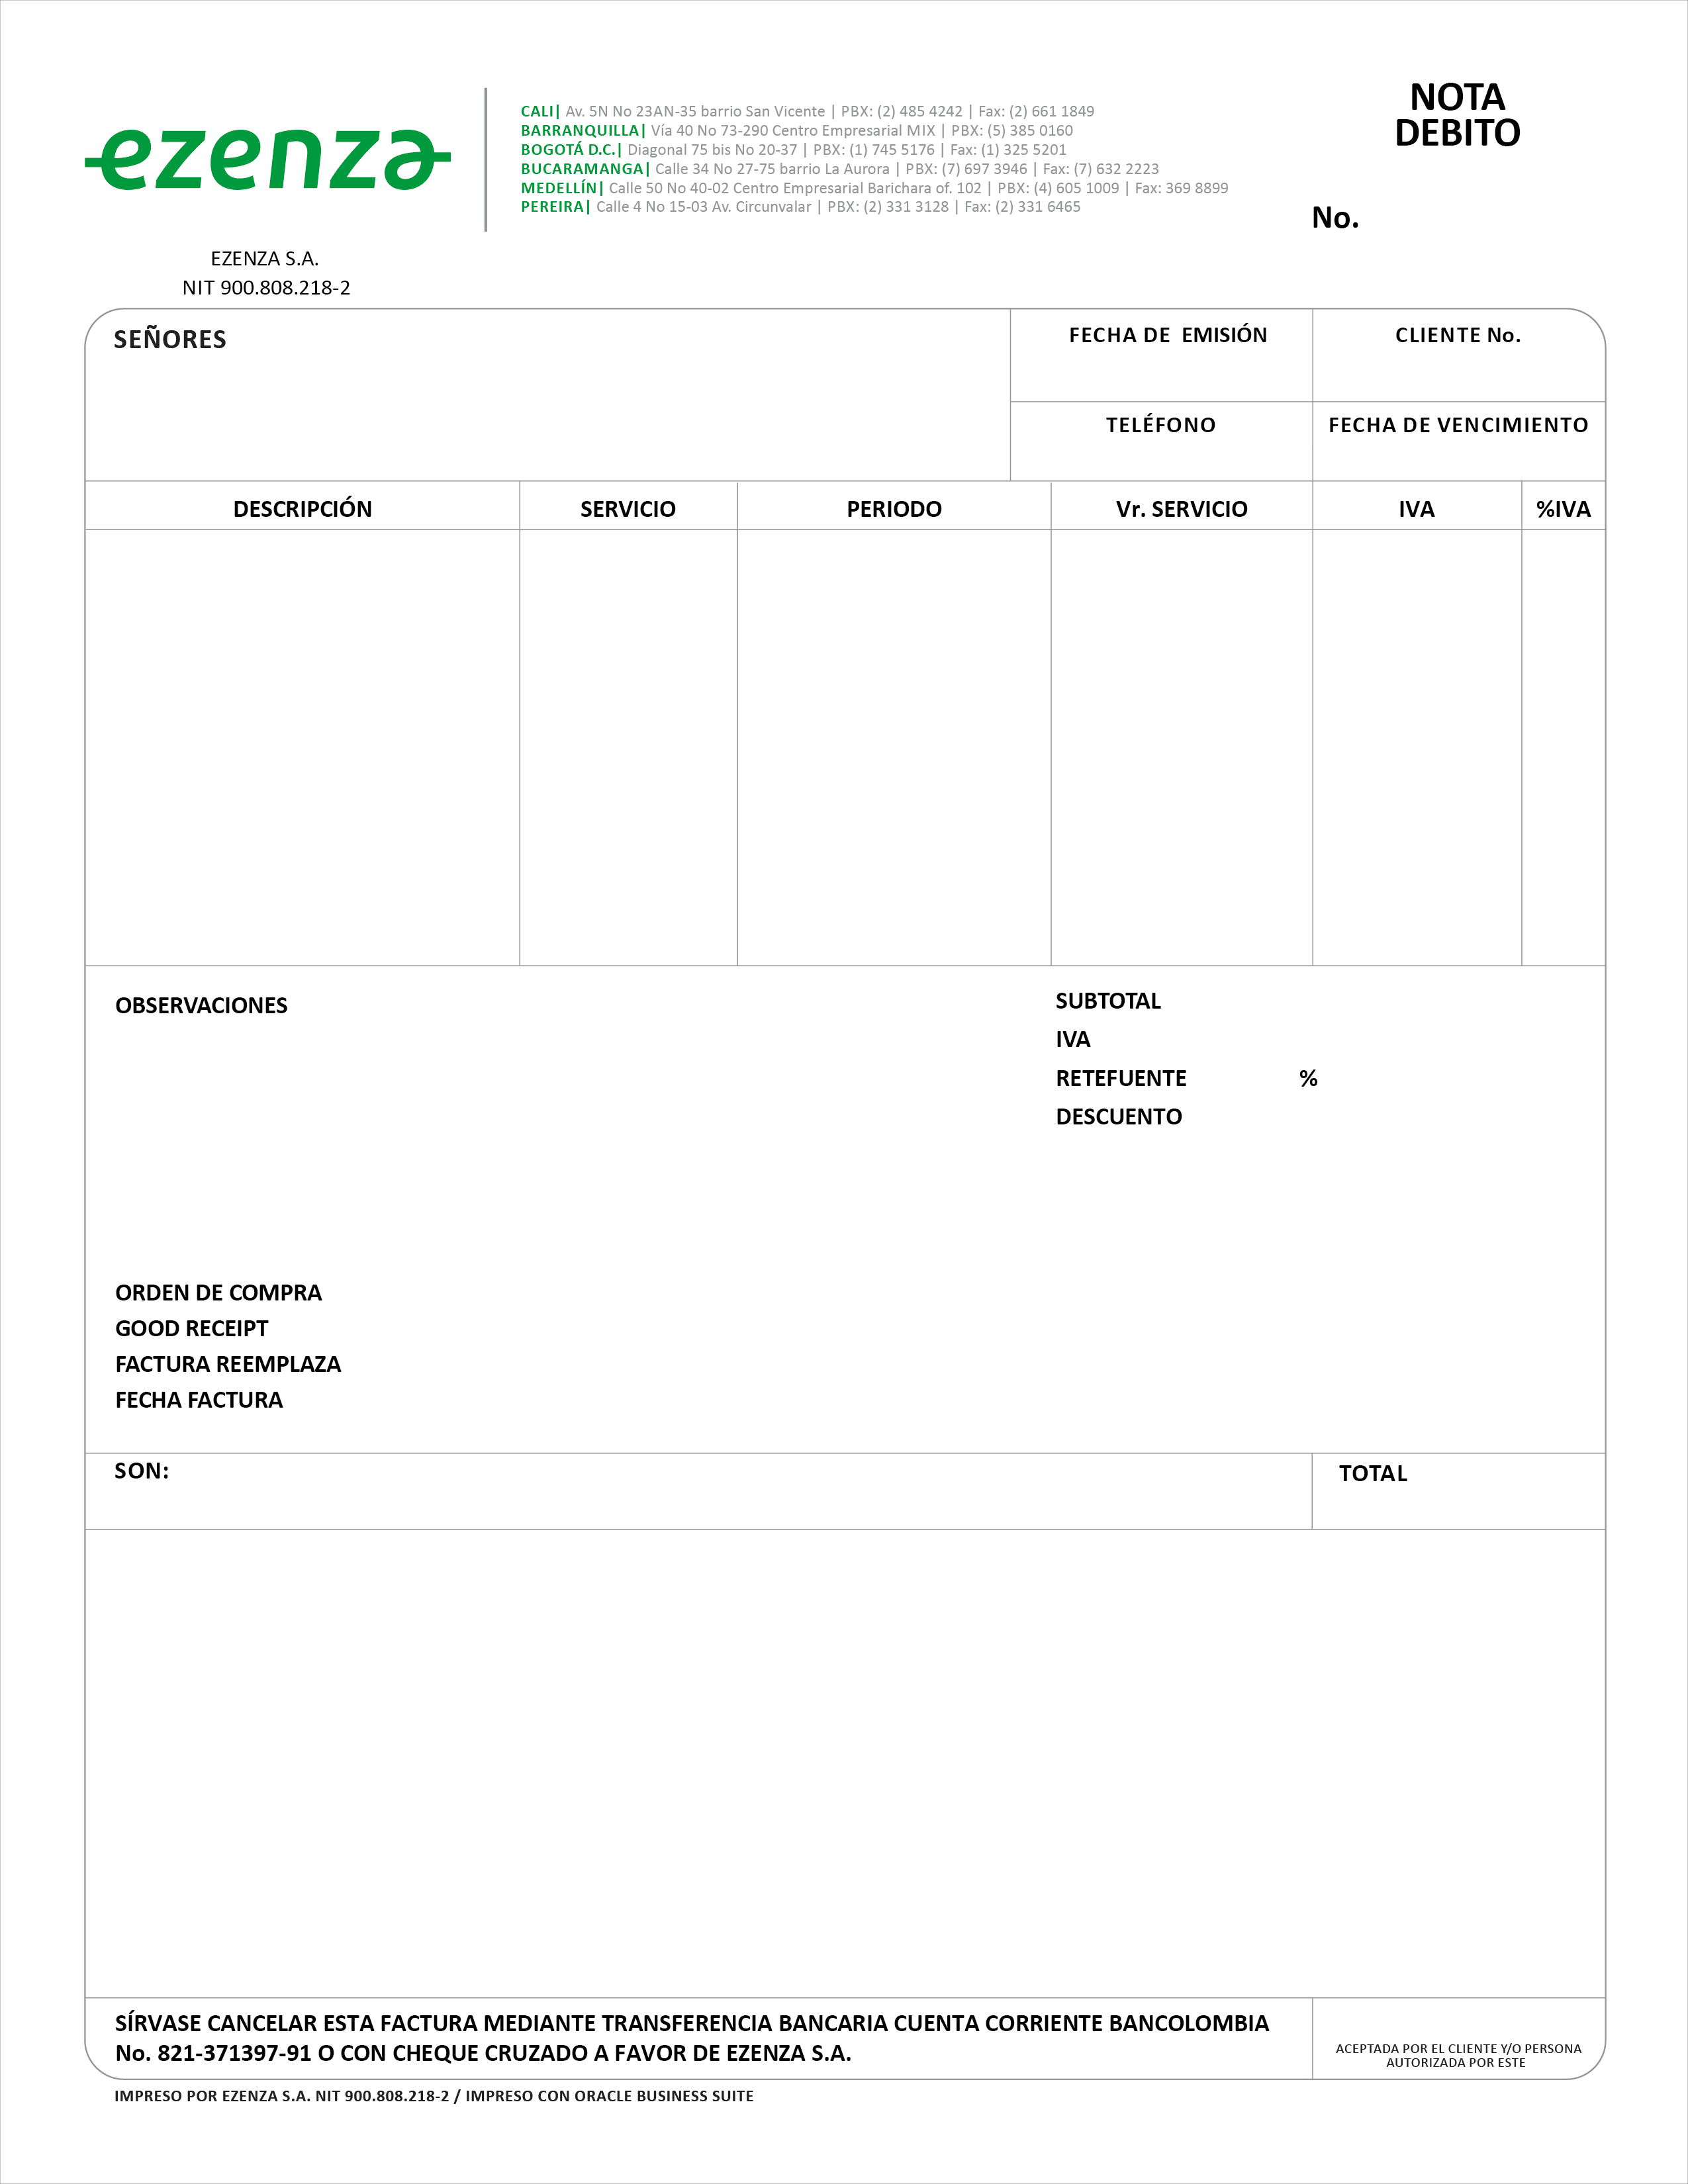 ezenza
CALI| Av. 5N No 23AN-35 barrio San Vicente | PBX: (2) 485 4242 | Fax: (2) 661 1849
BARRANQUILLA| Vía 40 No 73-290 Centro Empresarial MIX | PBX: (5) 385 0160
BOGOTÁ D.C.| Diagonal 75 bis No 20-37 | PBX: (1) 745 5176 | Fax: (1) 325 5201
BUCARAMANGA| Calle 34 No 27-75 barrio La Aurora | PBX: (7) 697 3946 | Fax: (7) 632 2223
MEDELLÍN| Calle 50 No 40-02 Centro Empresarial Barichara of. 102 | PBX: (4) 605 1009 | Fax: 369 8899
PEREIRA| Calle 4 No 15-03 Av. Circunvalar | PBX: (2) 331 3128 | Fax: (2) 331 6465
NOTA
DEBITO
No.
EZENZA S.A.
NIT 900.808.218-2
SEÑORES
FECHA DE EMISIÓN
CLIENTE No.
TELÉFONO
FECHA DE VENCIMIENTO
DESCRIPCIÓN
SERVICIO
PERIODO
Vr. SERVICIO
IVA
%IVA
OBSERVACIONES
SUBTOTAL
IVA
RETEFUENTE %
DESCUENTO
ORDEN DE COMPRA
GOOD RECEIPT
FACTURA REEMPLAZA
FECHA FACTURA
SON:
TOTAL
SÍRVASE CANCELAR ESTA FACTURA MEDIANTE TRANSFERENCIA BANCARIA CUENTA CORRIENTE BANCOLOMBIA
No. 821-371397-91 O CON CHEQUE CRUZADO A FAVOR DE EZENZA S.A.
ACEPTADA POR EL CLIENTE Y/O PERSONA
AUTORIZADA POR ESTE
IMPRESO POR EZENZA S.A. NIT 900.808.218-2 / IMPRESO CON ORACLE BUSINESS SUITE